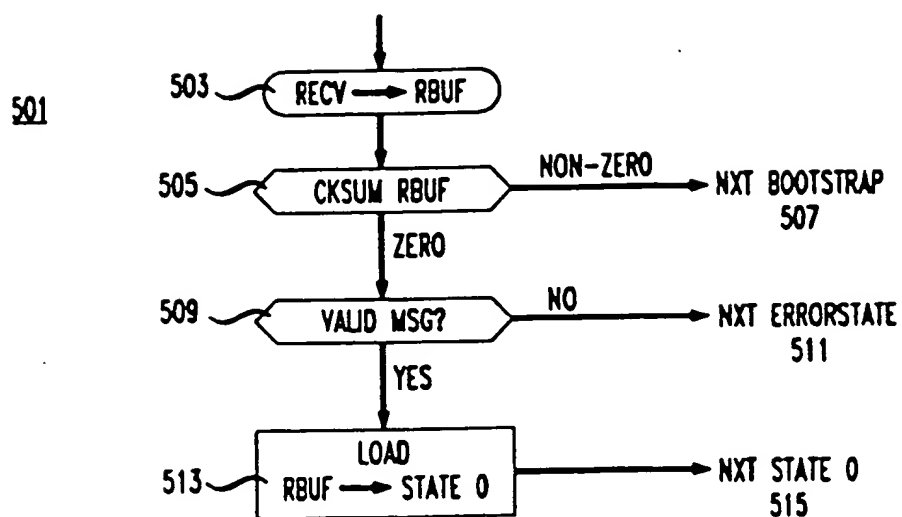 501
503
RECV → RBUF
505
CKSUM RBUF
NON-ZERO
NXT BOOTSTRAP
507
ZERO
509
VALID MSG?
NO
NXT ERRORSTATE
511
YES
513
LOAD
RBUF → STATE 0
NXT STATE 0
515